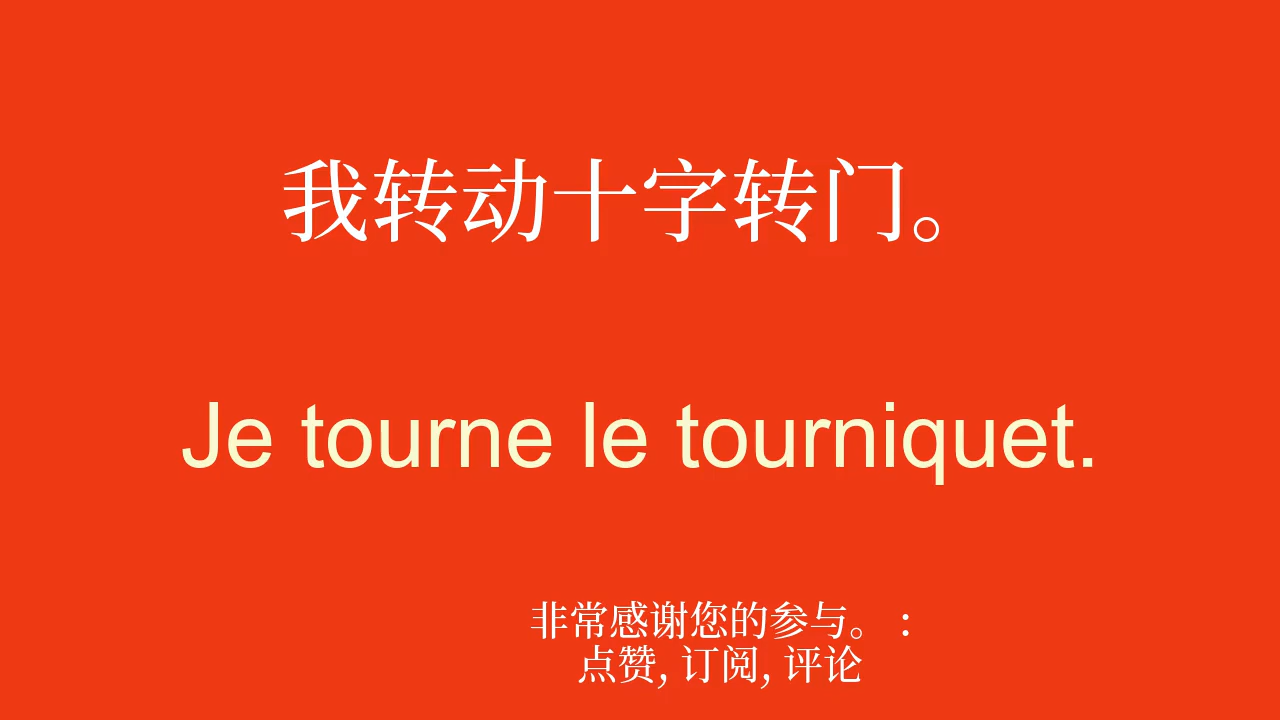 我转动十字转门。
Je tourne le tourniquet.
非常感谢您的参与。 :
点赞, 订阅, 评论